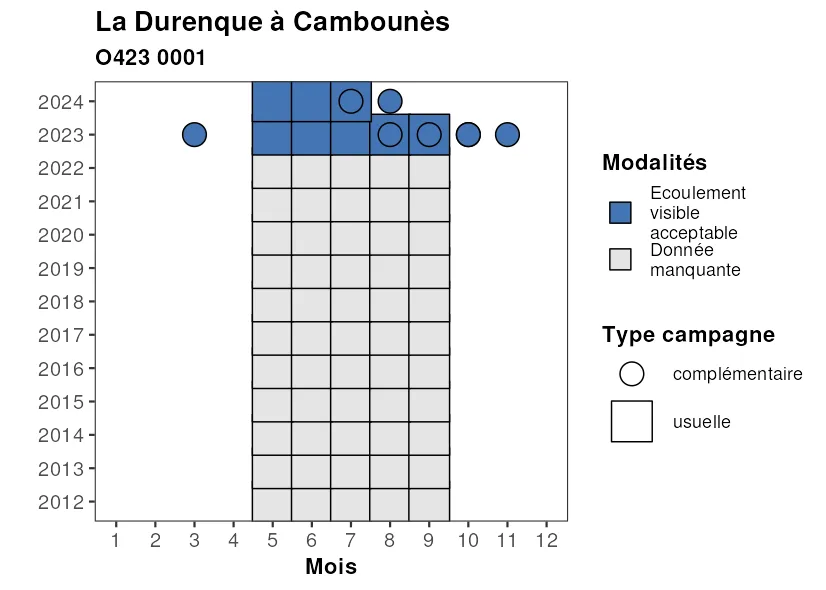 La Durenque à Cambounès
O423 0001
2024
2023
2022
2021
2020
2019
2018
2017
2016
2015
2014
2013
2012
1 2 3 4 5 6 7 8 9 10 11 12
Mois
Modalités
Ecoulement
visible
acceptable
Donnée
manquante
Type campagne
complémentaire
usuelle